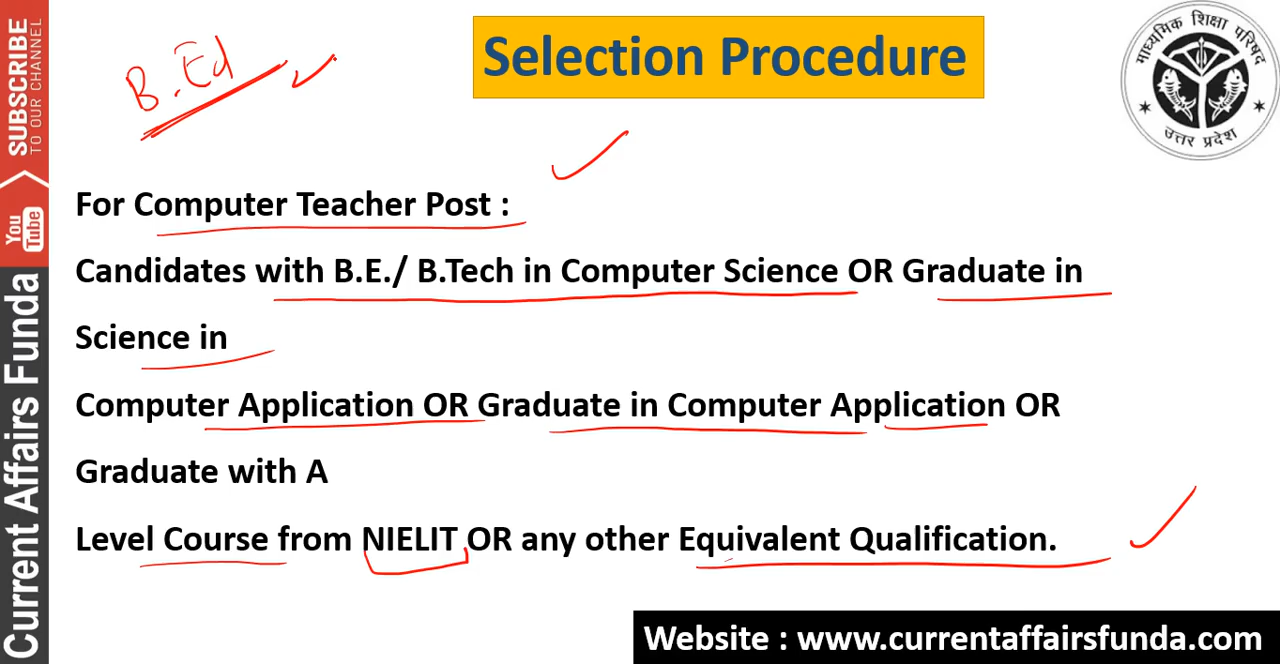 SUBSCRIBE
TO OUR CHANNEL
You
Tube
Current Affairs Funda
B.Ed
Selection Procedure
माध्यमिक शिक्षा परिषद
उत्तर प्रदेश
For Computer Teacher Post :
Candidates with B.E./ B.Tech in Computer Science OR Graduate in
Science in
Computer Application OR Graduate in Computer Application OR
Graduate with A
Level Course from NIELIT OR any other Equivalent Qualification.
Website : www.currentaffairsfunda.com